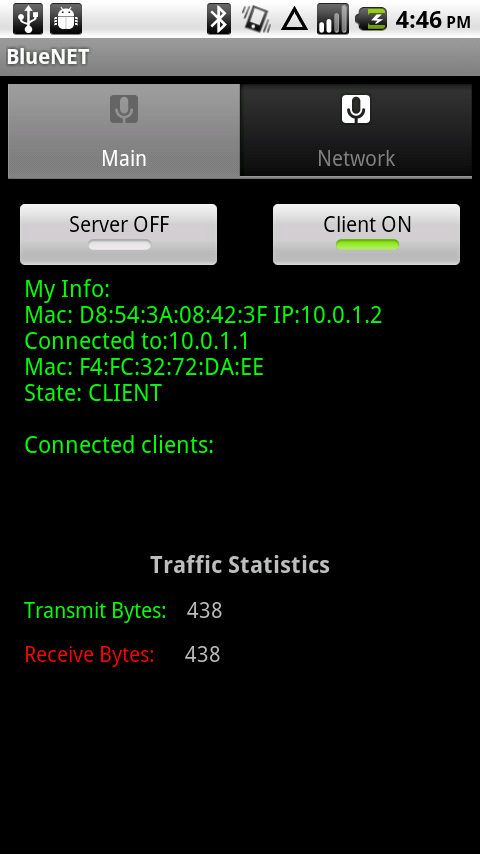 4:46 PM
BlueNET
Main Network
Server OFF Client ON
My Info:
Mac: D8:54:3A:08:42:3F IP:10.0.1.2
Connected to:10.0.1.1
Mac: F4:FC:32:72:DA:EE
State: CLIENT
Connected clients:
Traffic Statistics
Transmit Bytes: 438
Receive Bytes: 438